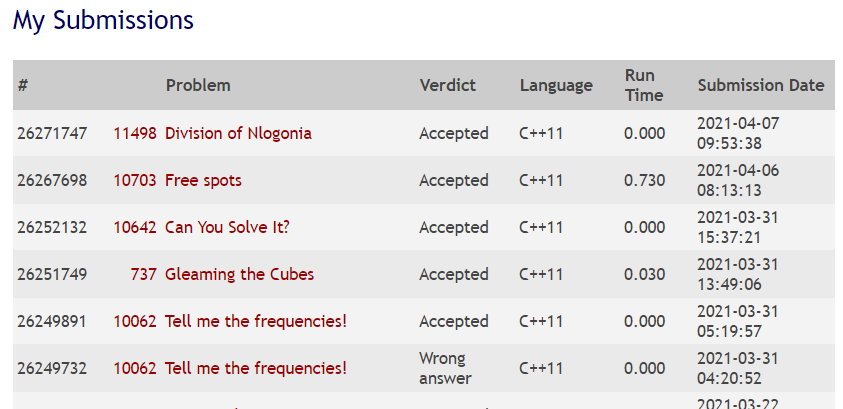 My Submissions
# Problem Verdict Language Run Time Submission Date
26271747 11498 Division of Nlogonia Accepted C++11 0.000 2021-04-07 09:53:38
26267698 10703 Free spots Accepted C++11 0.730 2021-04-06 08:13:13
26252132 10642 Can You Solve It? Accepted C++11 0.000 2021-03-31 15:37:21
26251749 737 Gleaming the Cubes Accepted C++11 0.030 2021-03-31 13:49:06
26249891 10062 Tell me the frequencies! Accepted C++11 0.000 2021-03-31 05:19:57
26249732 10062 Tell me the frequencies! Wrong answer C++11 0.000 2021-03-31 04:20:52
2021-03-22